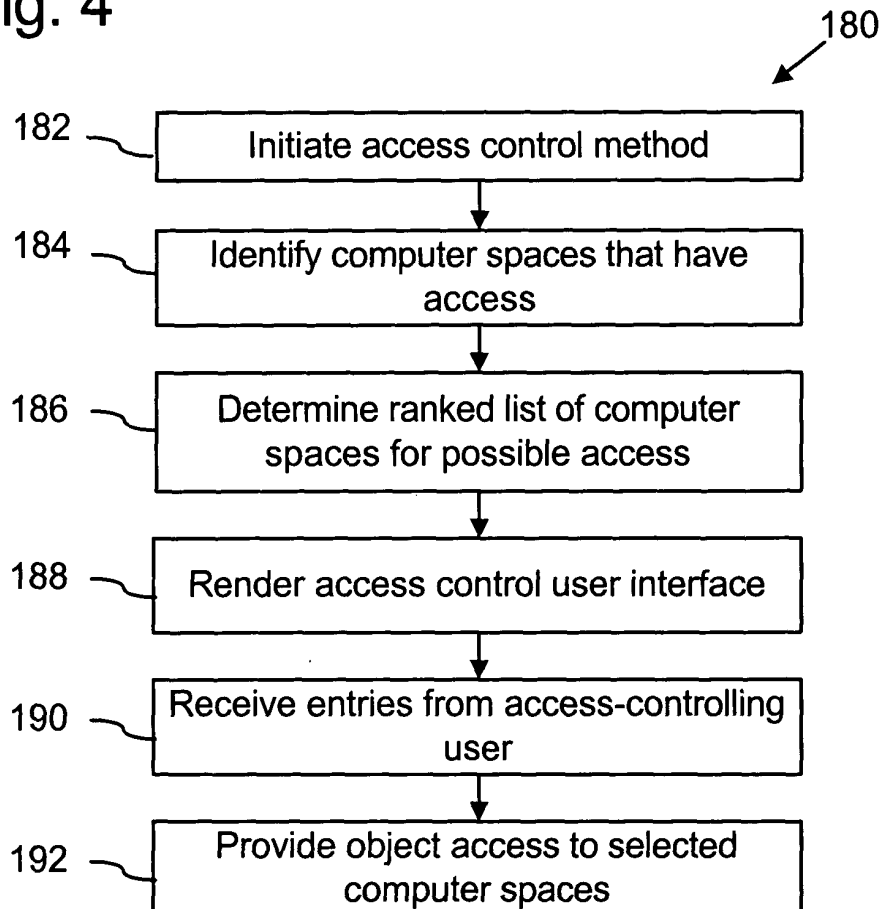 ig. 4
180
182
Initiate access control method
184
Identify computer spaces that have
access
186
Determine ranked list of computer
spaces for possible access
188
Render access control user interface
190
Receive entries from access-controlling
user
192
Provide object access to selected
computer spaces